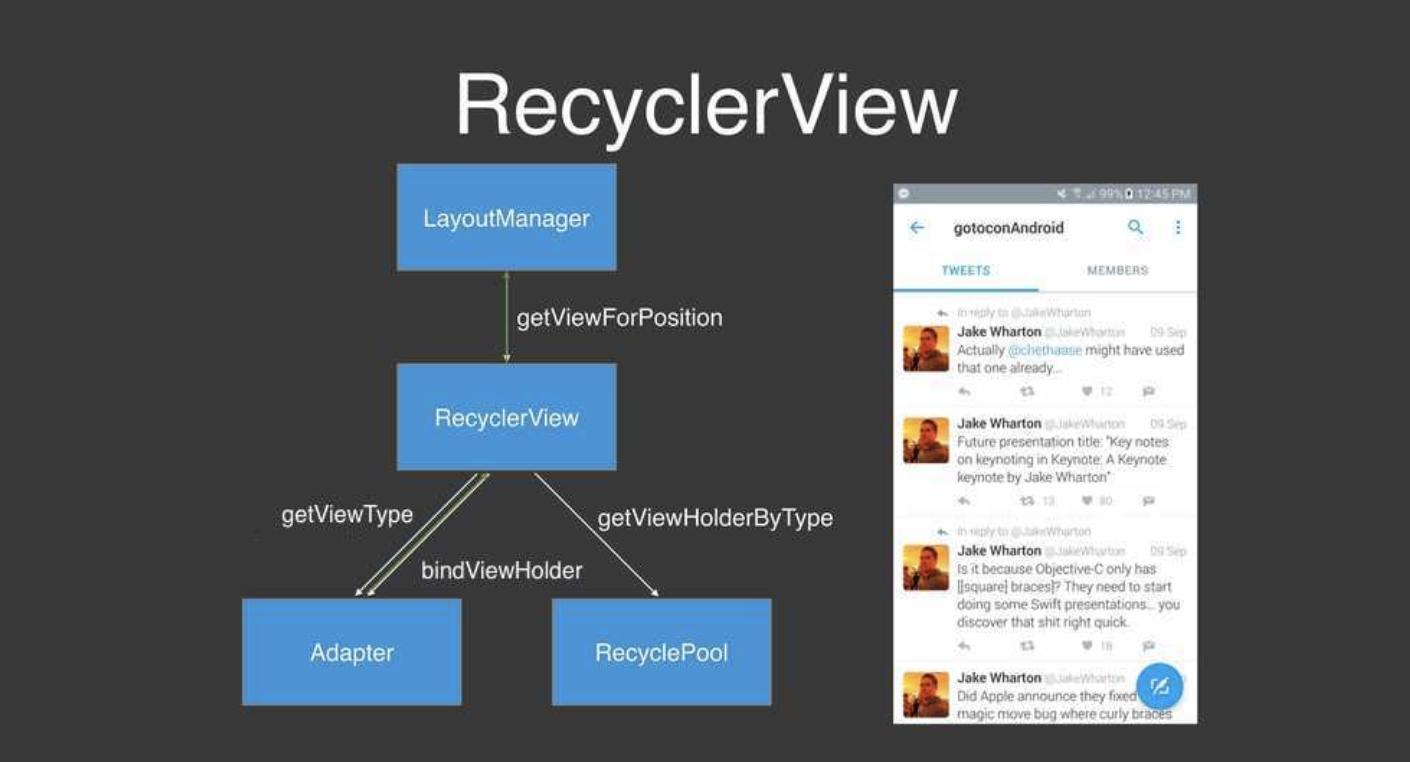 RecyclerView
LayoutManager
getViewForPosition
RecyclerView
getViewType
getViewHolderByType
bindViewHolder
Adapter
RecyclePool
99% 12:45 PM
gotoconAndroid
TWEETS
MEMBERS
In reply to @JakeWharton
Jake Wharton @JakeWharton 09 Sep
Actually @chethaase might have used
that one already...
12
Jake Wharton @JakeWharton 09 Sep
Future presentation title: "Key notes
on keynoting in Keynote: A Keynote
keynote by Jake Wharton"
13 80
In reply to @JakeWharton
Jake Wharton @JakeWharton 09 Sep
Is it because Objective-C only has
[[square] braces]? They need to start
doing some Swift presentations... you
discover that shit right quick.
18
Jake Wharton @JakeWharton
Did Apple announce they fixed
magic move bug where curly braces